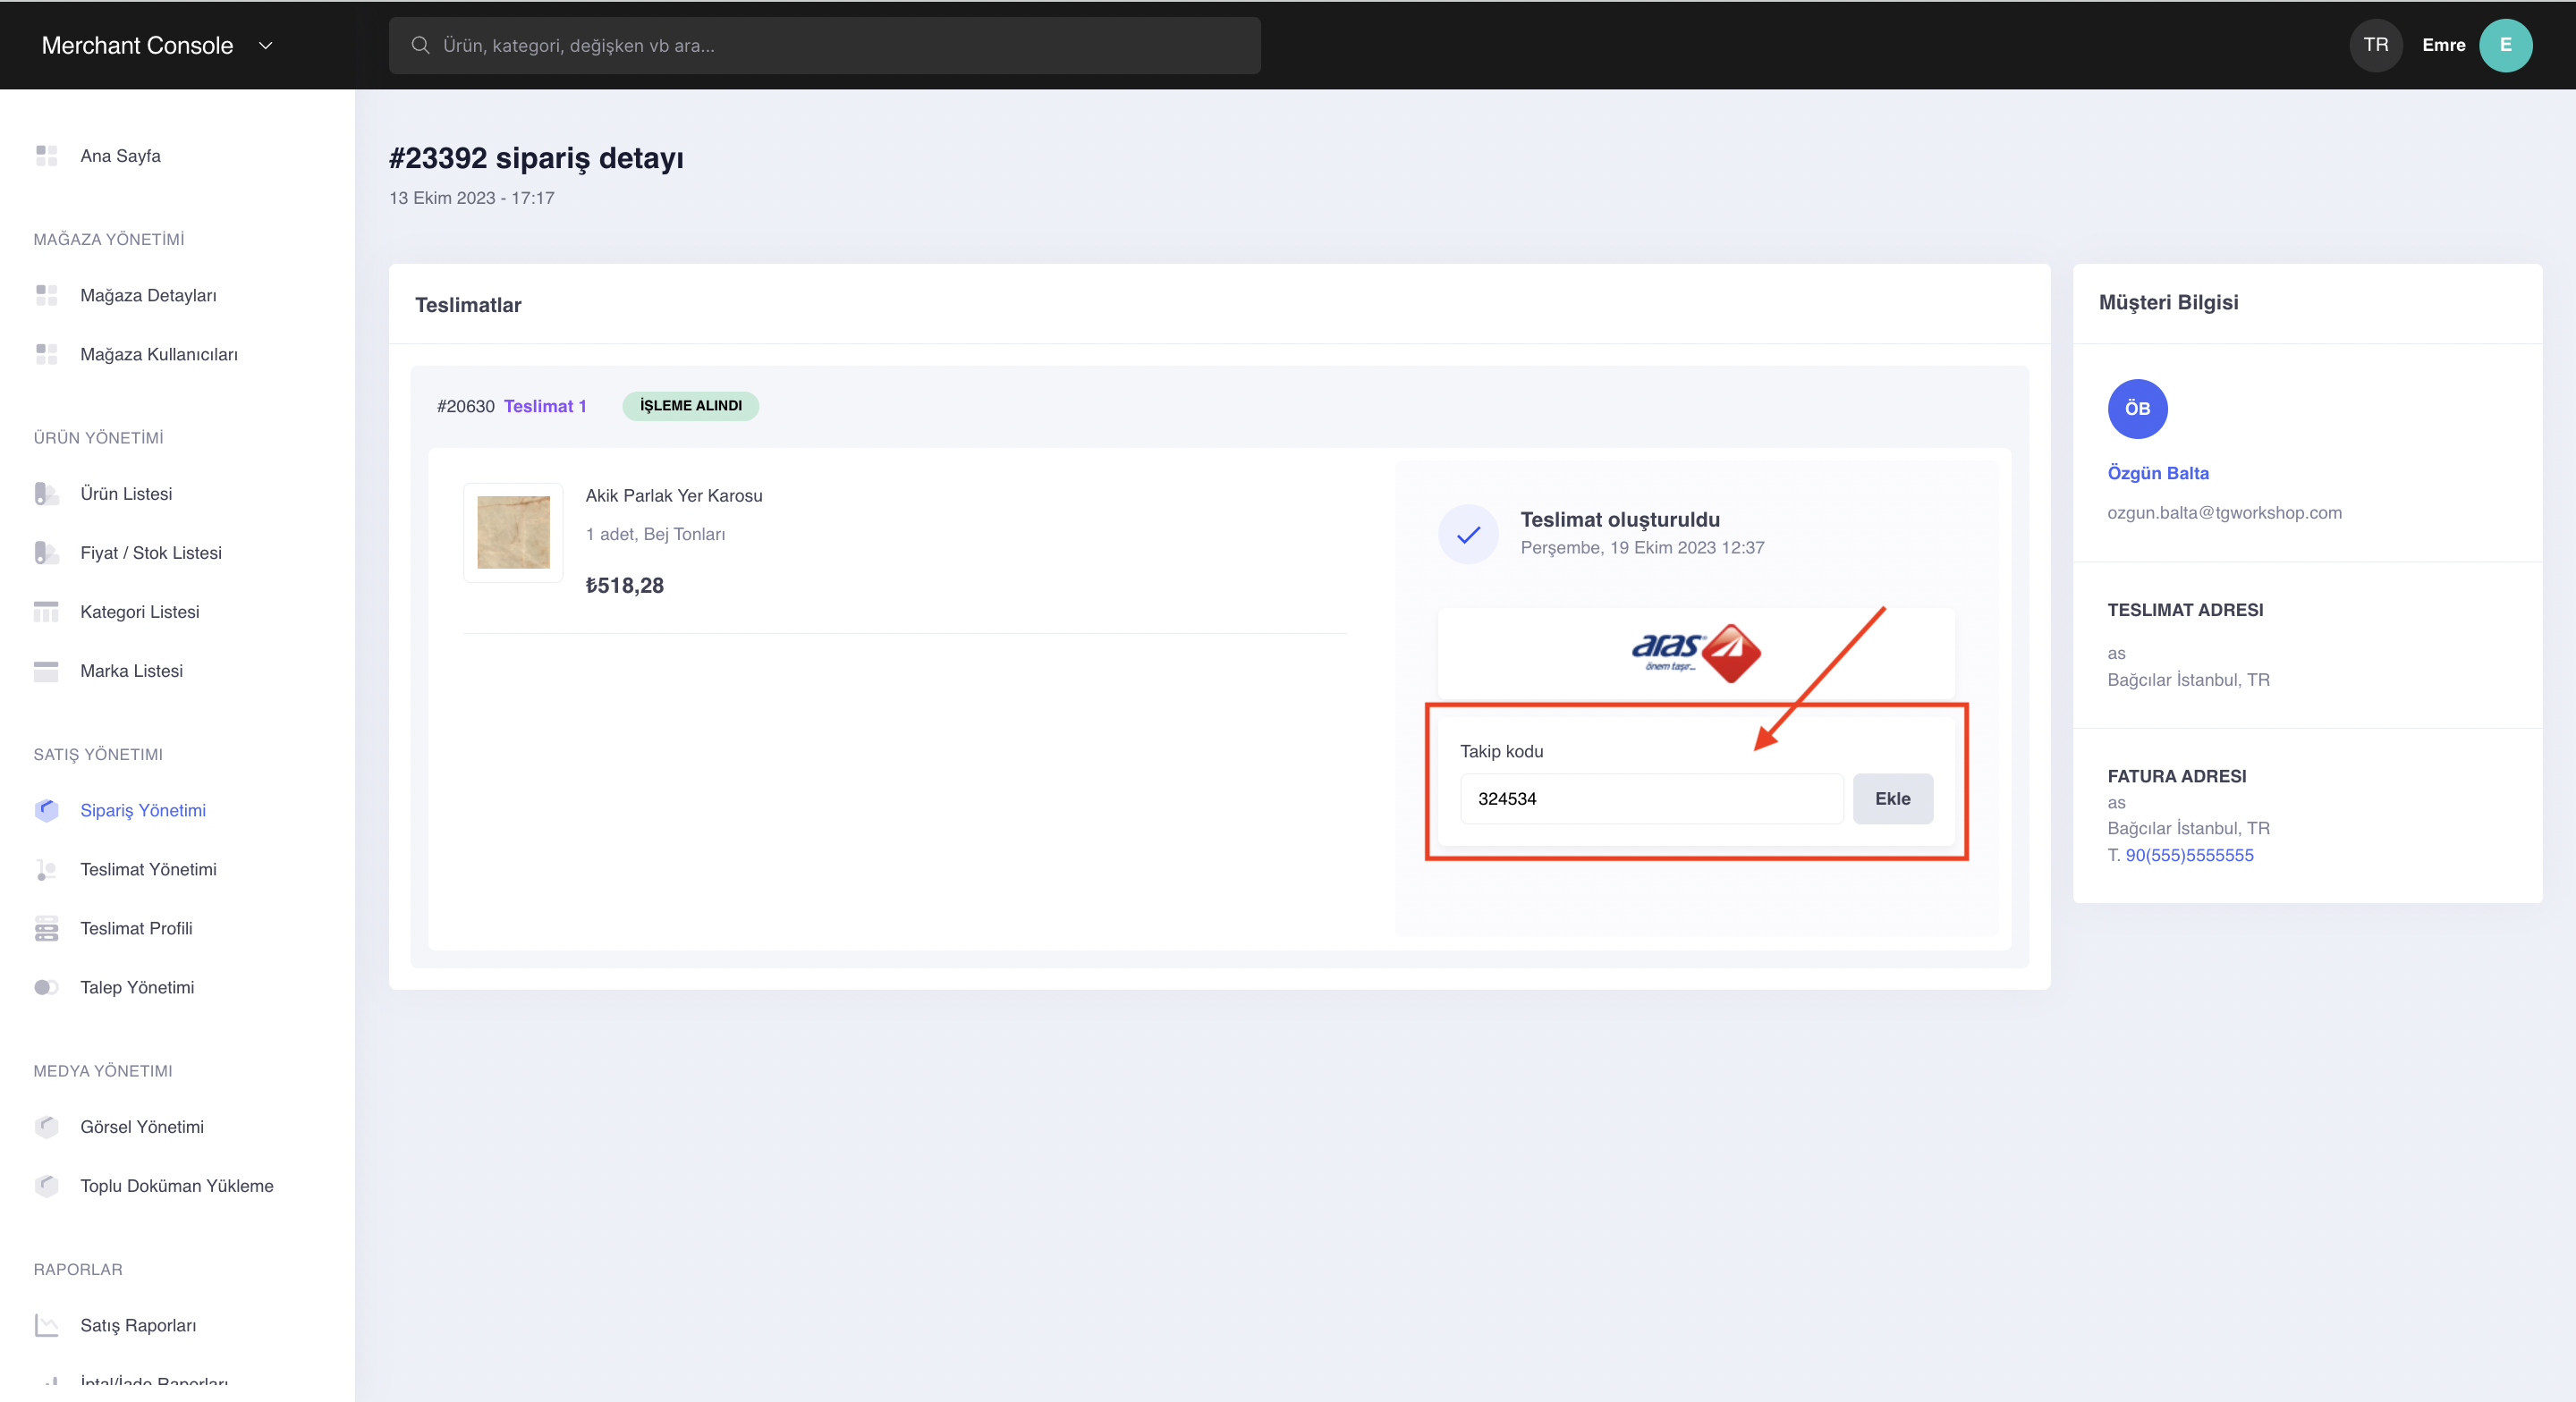 Merchant Console
Ürün, kategori, değişken vb ara...
TR
Emre
E
Ana Sayfa
MAĞAZA YÖNETİMİ
Mağaza Detayları
Mağaza Kullanıcıları
ÜRÜN YÖNETİMİ
Ürün Listesi
Fiyat / Stok Listesi
Kategori Listesi
Marka Listesi
SATIŞ YÖNETIMI
Sipariş Yönetimi
Teslimat Yönetimi
Teslimat Profili
Talep Yönetimi
MEDYA YÖNETIMI
Görsel Yönetimi
Toplu Doküman Yükleme
RAPORLAR
Satış Raporları
İptal/İade Raporları
#23392 sipariş detayı
13 Ekim 2023 - 17:17
Teslimatlar
#20630 Teslimat 1
İŞLEME ALINDI
Akik Parlak Yer Karosu
1 adet, Bej Tonları
₺518,28
Teslimat oluşturuldu
Perşembe, 19 Ekim 2023 12:37
aras
önem taşır...
Takip kodu
324534
Ekle
Müşteri Bilgisi
ÖB
Özgün Balta
ozgun.balta@tgworkshop.com
TESLIMAT ADRESI
as
Bağcılar İstanbul, TR
FATURA ADRESI
as
Bağcılar İstanbul, TR
T. 90(555)5555555